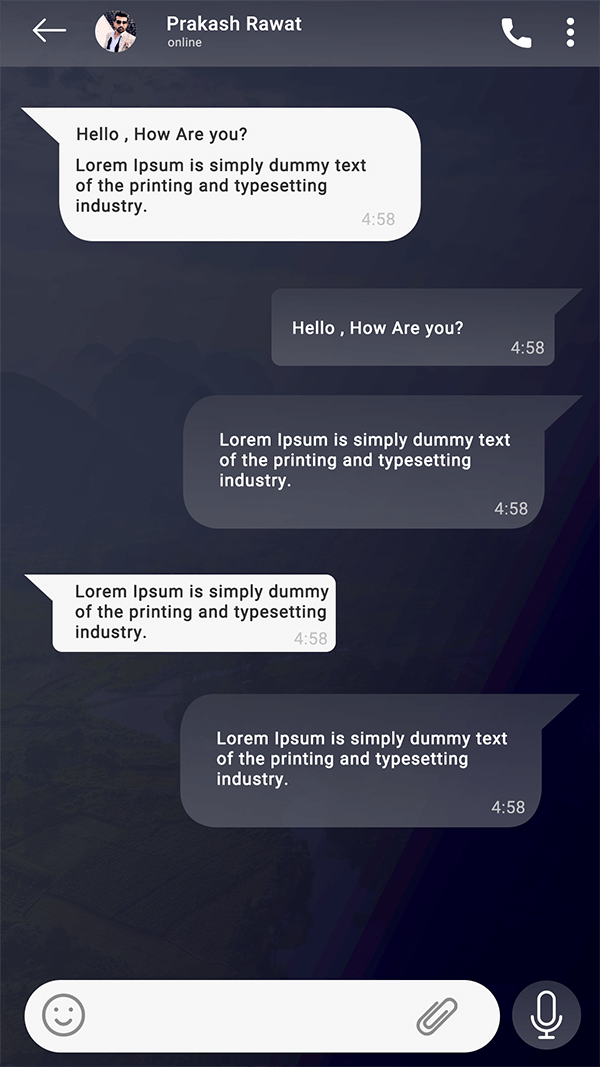 Prakash Rawat
online
Hello , How Are you?
Lorem Ipsum is simply dummy text
of the printing and typesetting
industry.
4:58
Hello , How Are you?
4:58
Lorem Ipsum is simply dummy text
of the printing and typesetting
industry.
4:58
Lorem Ipsum is simply dummy
of the printing and typesetting
industry.
4:58
Lorem Ipsum is simply dummy text
of the printing and typesetting
industry.
4:58